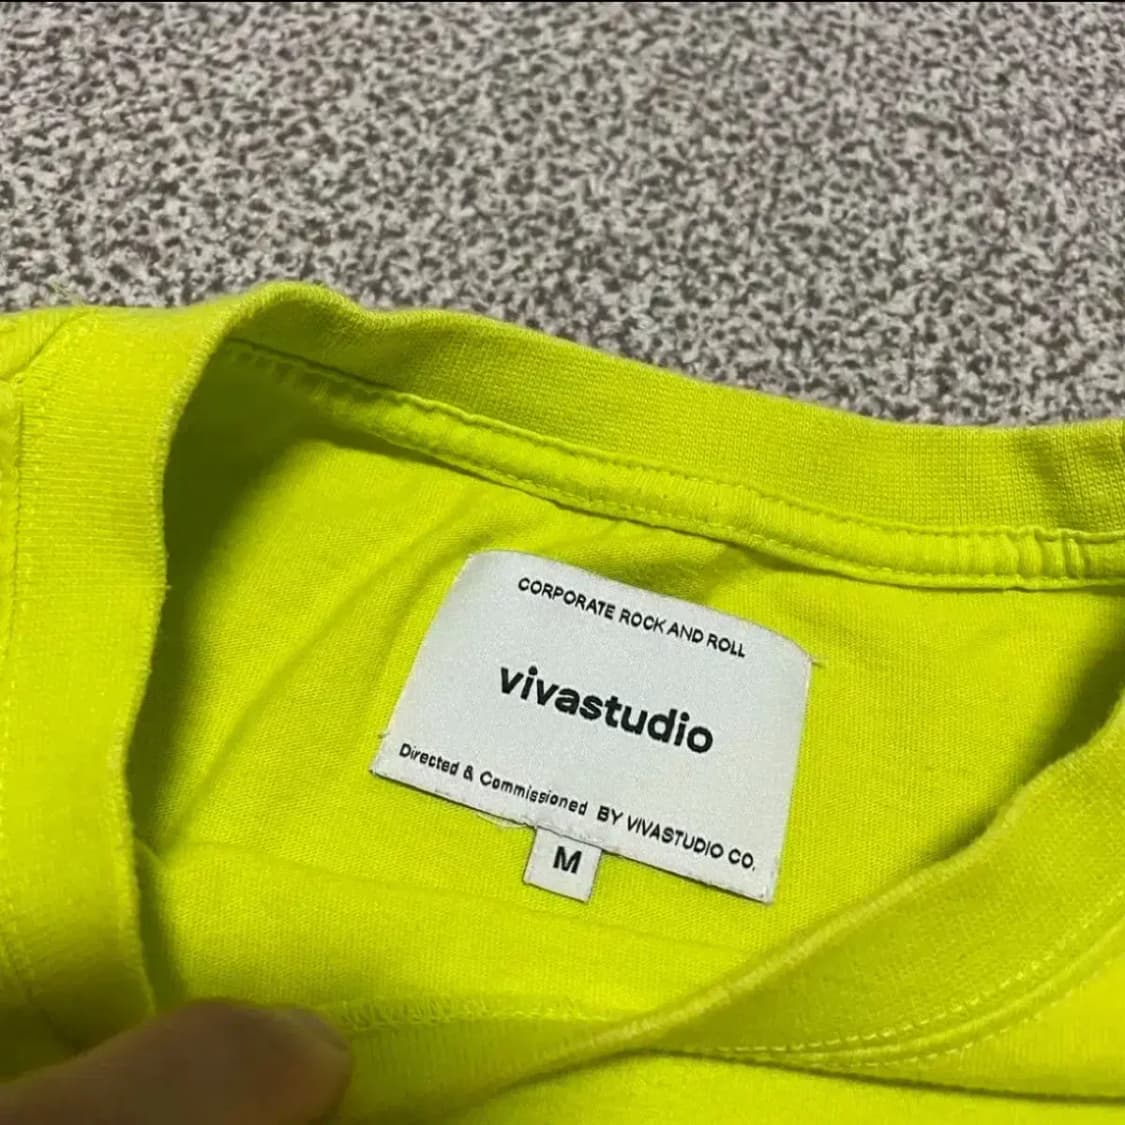 CORPORATE ROCK AND ROLL
vivastudio
Directed & Commissioned BY VIVASTUDIO CO.
M